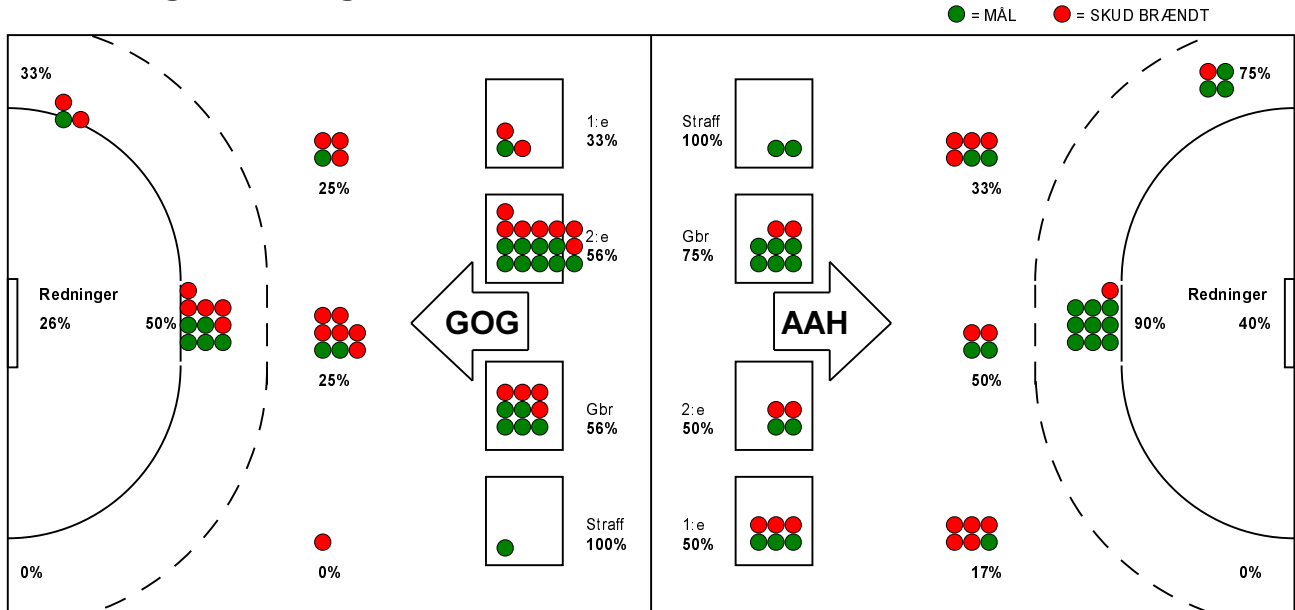 = MÅL
= SKUD BRÆNDT
33%
75%
1:e
33%
Straff
100%
25%
33%
2:e
56%
Gbr
75%
Redninger
26%
50%
GOG
AAH
90%
Redninger
40%
25%
50%
Gbr
56%
2:e
50%
Straff
100%
1:e
50%
0%
0%
17%
0%